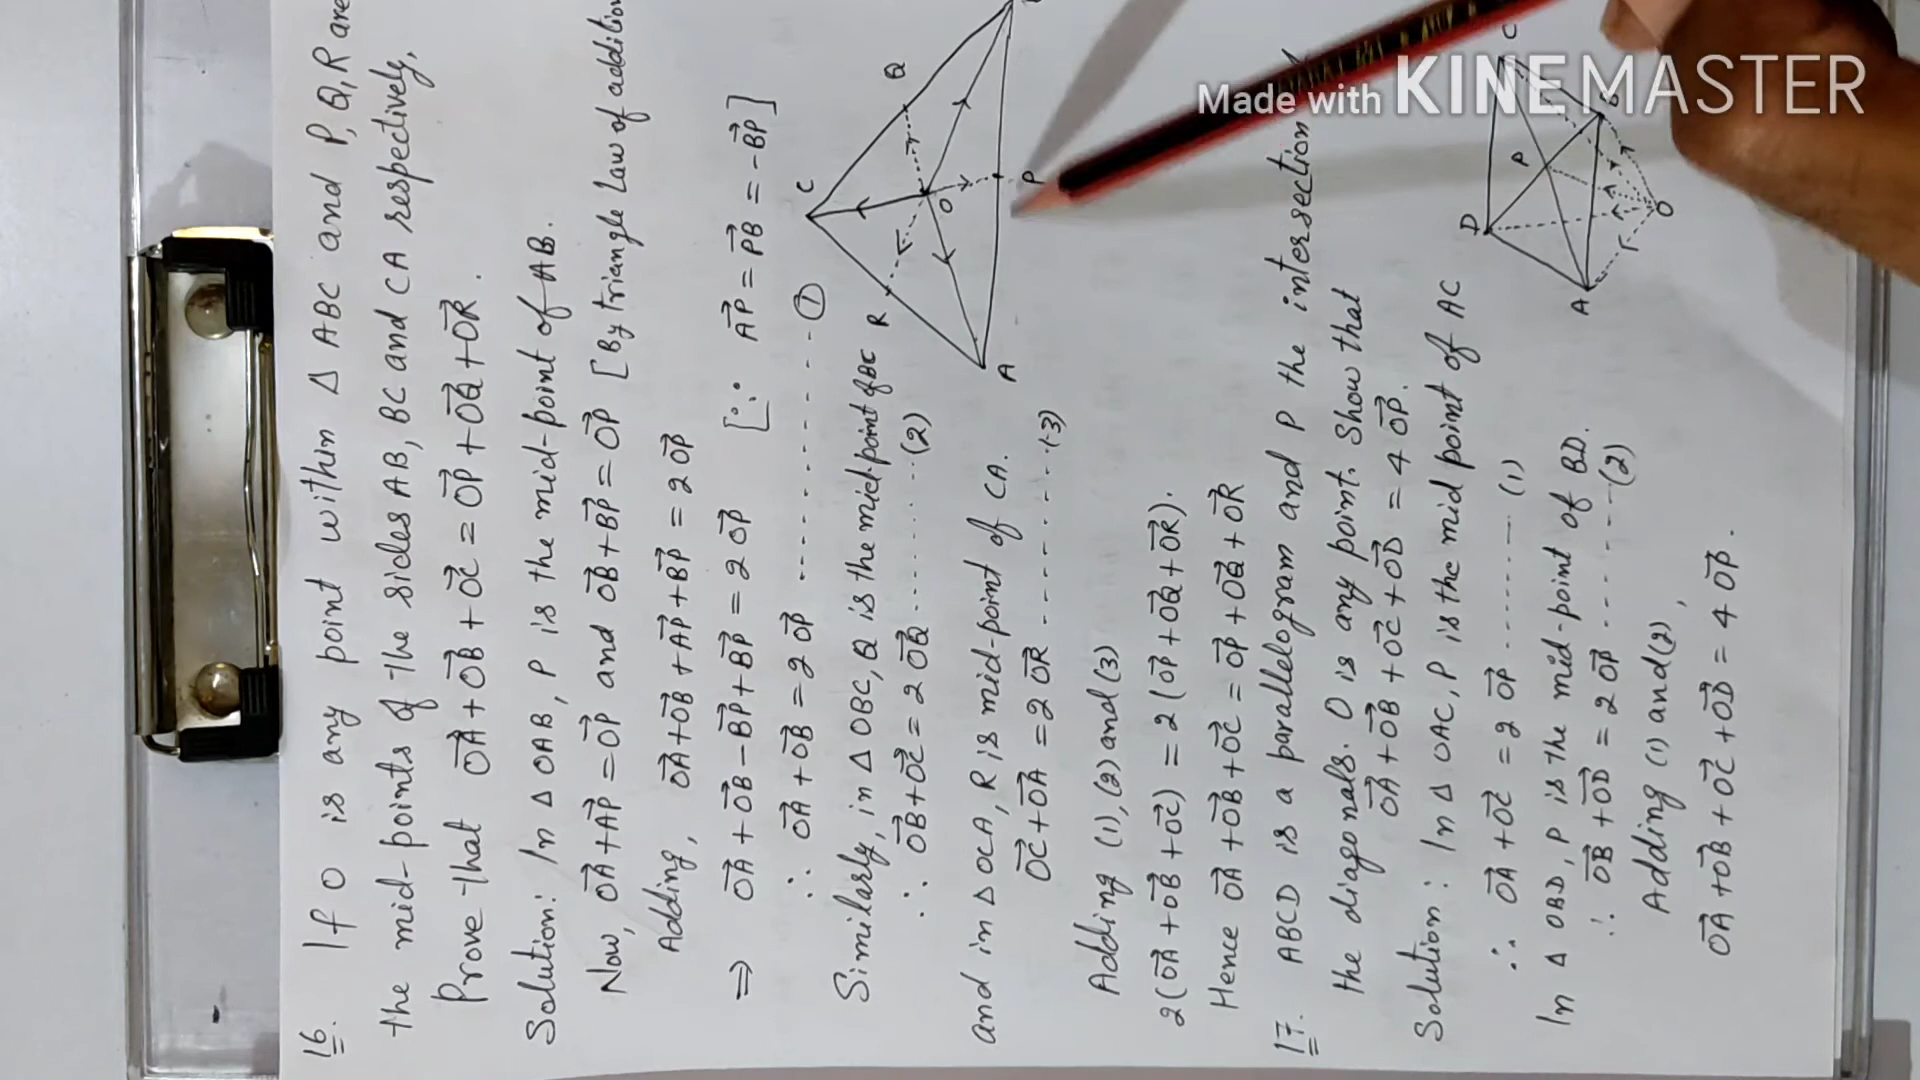 16. If O is any point within Δ ABC and P, Q, R are
the mid-points of the sides AB, BC and CA respectively,
Prove that OA⃗ + OB⃗ + OC⃗ = OP⃗ + OQ⃗ + OR⃗.
Solution: In Δ OAB, P is the mid-point of AB.
Now, OA⃗ + AP⃗ = OP⃗ and OB⃗ + BP⃗ = OP⃗ [By triangle Law of addition
Adding, OA⃗ + OB⃗ + AP⃗ + BP⃗ = 2 OP⃗
⇒ OA⃗ + OB⃗ - BP⃗ + BP⃗ = 2 OP⃗ [∵ AP⃗ = PB⃗ = -BP⃗]
∴ OA⃗ + OB⃗ = 2 OP⃗ ............ ①
Similarly, in Δ OBC, Q is the mid-point of BC
∴ OB⃗ + OC⃗ = 2 OQ⃗ ......... (2)
and in Δ OCA, R is mid-point of CA.
OC⃗ + OA⃗ = 2 OR⃗ ............ (3)
C
Q
R
O
A
P
Adding (1), (2) and (3)
2(OA⃗ + OB⃗ + OC⃗) = 2(OP⃗ + OQ⃗ + OR⃗).
Hence OA⃗ + OB⃗ + OC⃗ = OP⃗ + OQ⃗ + OR⃗
17. ABCD is a parallelogram and P the intersection
the diagonals. O is any point. Show that
OA⃗ + OB⃗ + OC⃗ + OD⃗ = 4 OP⃗.
Solution: In Δ OAC, P is the mid point of AC
∴ OA⃗ + OC⃗ = 2 OP⃗ ......... (1)
In Δ OBD, P is the mid-point of BD.
∴ OB⃗ + OD⃗ = 2 OP⃗ ......... (2)
Adding (1) and (2),
OA⃗ + OB⃗ + OC⃗ + OD⃗ = 4 OP⃗.
D
C
P
B
A
O
Made with KINEMASTER